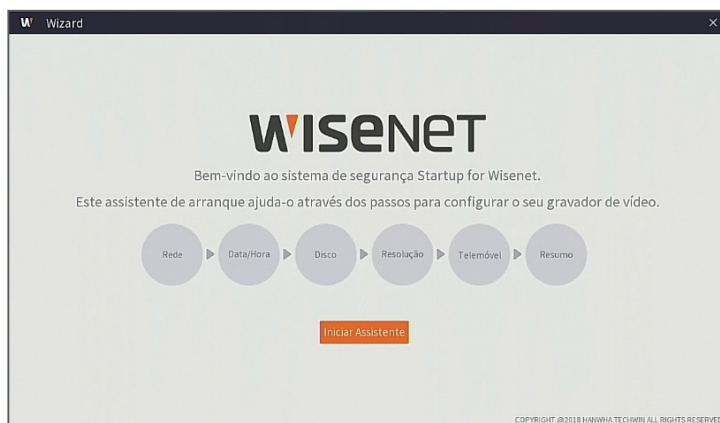 W Wizard
WISENET
Bem-vindo ao sistema de segurança Startup for Wisenet.
Este assistente de arranque ajuda-o através dos passos para configurar o seu gravador de vídeo.
Rede Data/Hora Disco Resolução Telemóvel Resumo
Iniciar Assistente
COPYRIGHT @2018 HANWHA TECHWIN ALL RIGHTS RESERVED